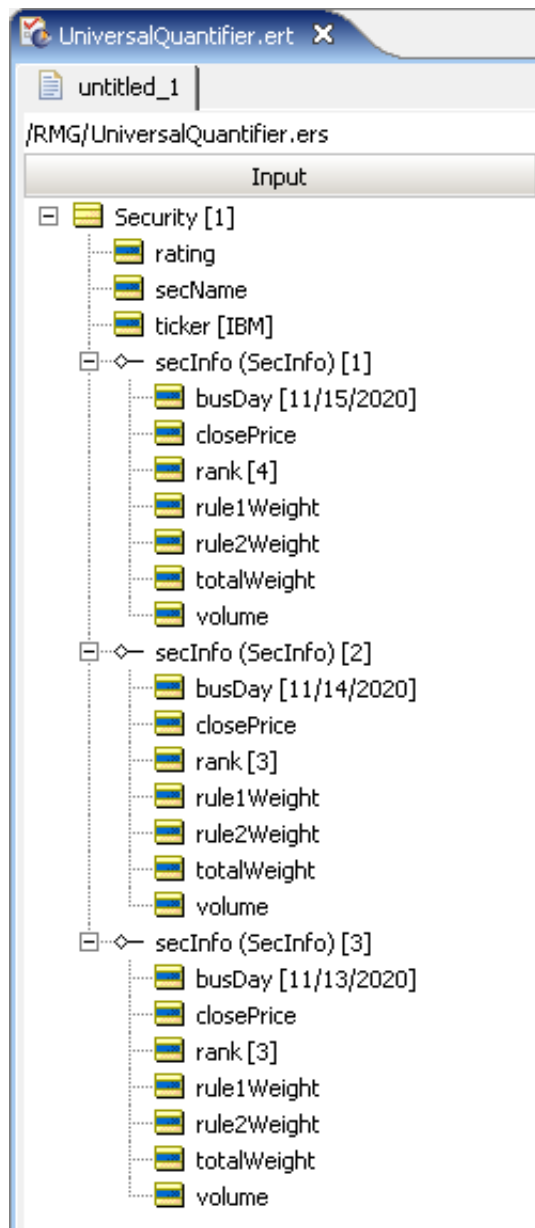 UniversalQuantifier.ert
untitled_1
/RMG/UniversalQuantifier.ers
Input
Security [1]
rating
secName
ticker [IBM]
secInfo (SecInfo) [1]
busDay [11/15/2020]
closePrice
rank [4]
rule1Weight
rule2Weight
totalWeight
volume
secInfo (SecInfo) [2]
busDay [11/14/2020]
closePrice
rank [3]
rule1Weight
rule2Weight
totalWeight
volume
secInfo (SecInfo) [3]
busDay [11/13/2020]
closePrice
rank [3]
rule1Weight
rule2Weight
totalWeight
volume